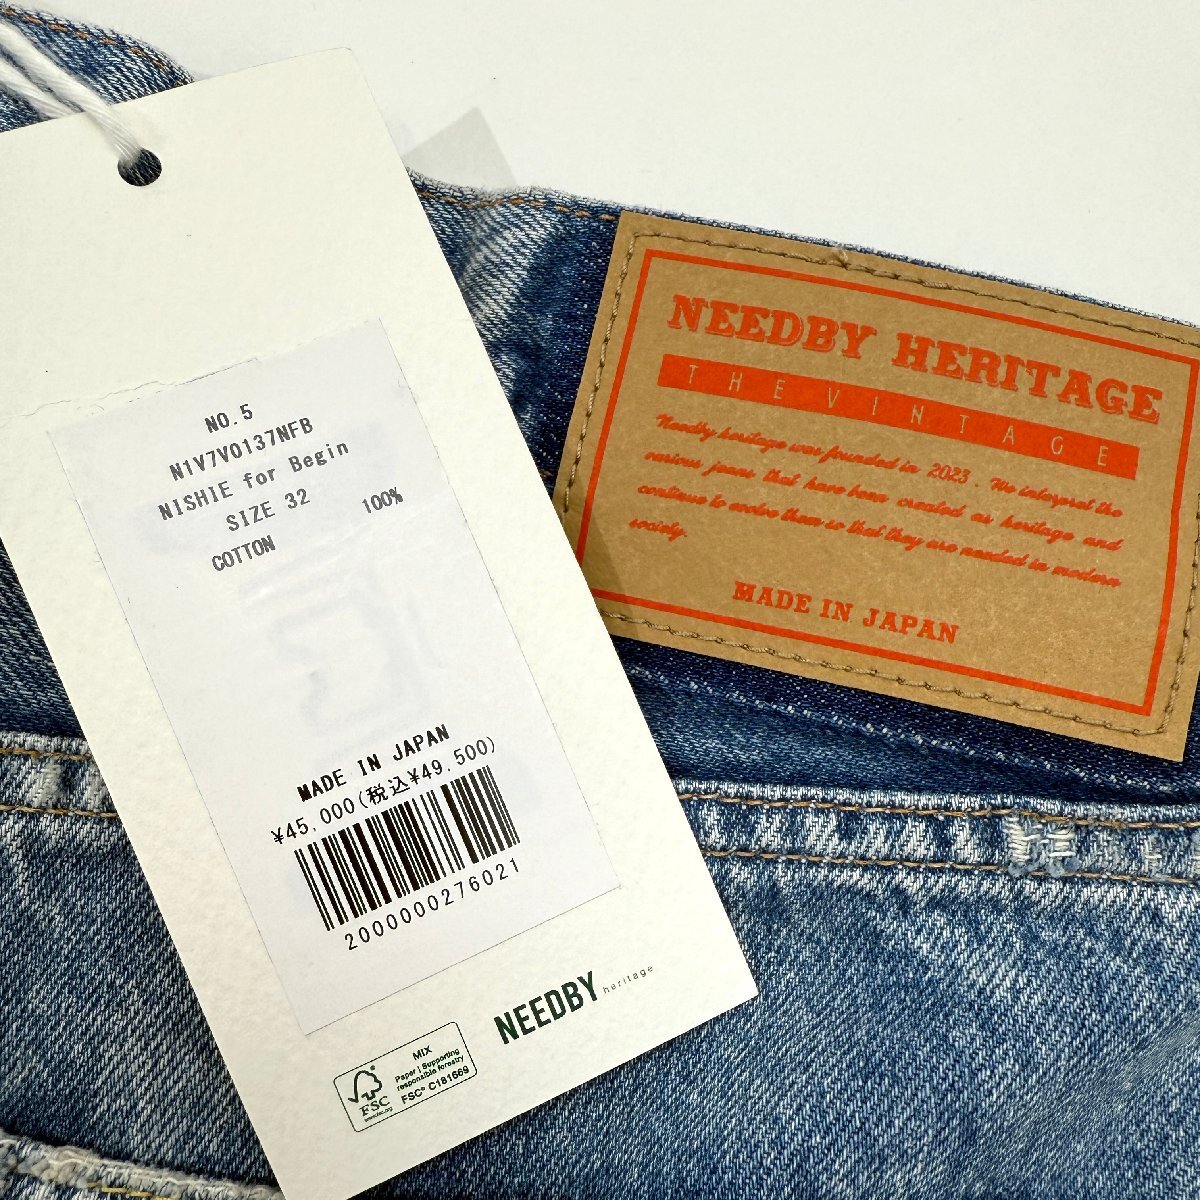 NO.5
N1V7V0137NFB
NISHIE for Begin
SIZE 32
COTTON 100%
MADE IN JAPAN
¥45,000(税込¥49,500)
2000000276021
NEEDBY heritage
FSC
www.fsc.org
MIX
Paper | Supporting
responsible forestry
FSC® C181669
NEEDBY HERITAGE
THE VINTAGE
Needby heritage was founded in 2023 . We interpret the
various jeans that have been created as heritage and
continue to evolve them so that they are needed in modern
society.
MADE IN JAPAN